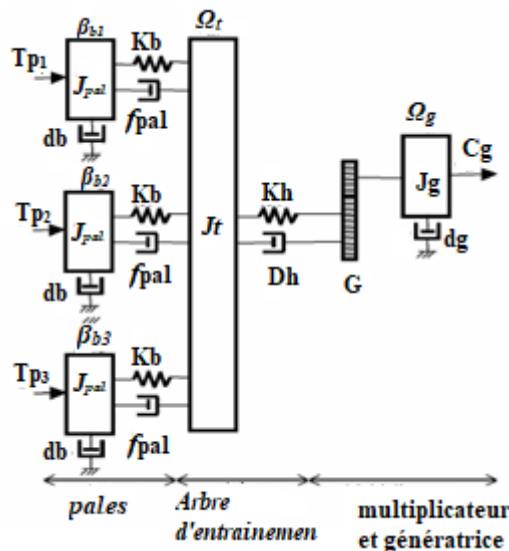 βb1
Tp1
Jpal
db
Kb
fpal
Ωt
βb2
Tp2
Jpal
db
Kb
fpal
Jt
Kh
Dh
G
Ωg
Jg
Cg
dg
βb3
Tp3
Jpal
db
Kb
fpal
pales
Arbre
d'entrainemen
multiplicateur
et génératrice